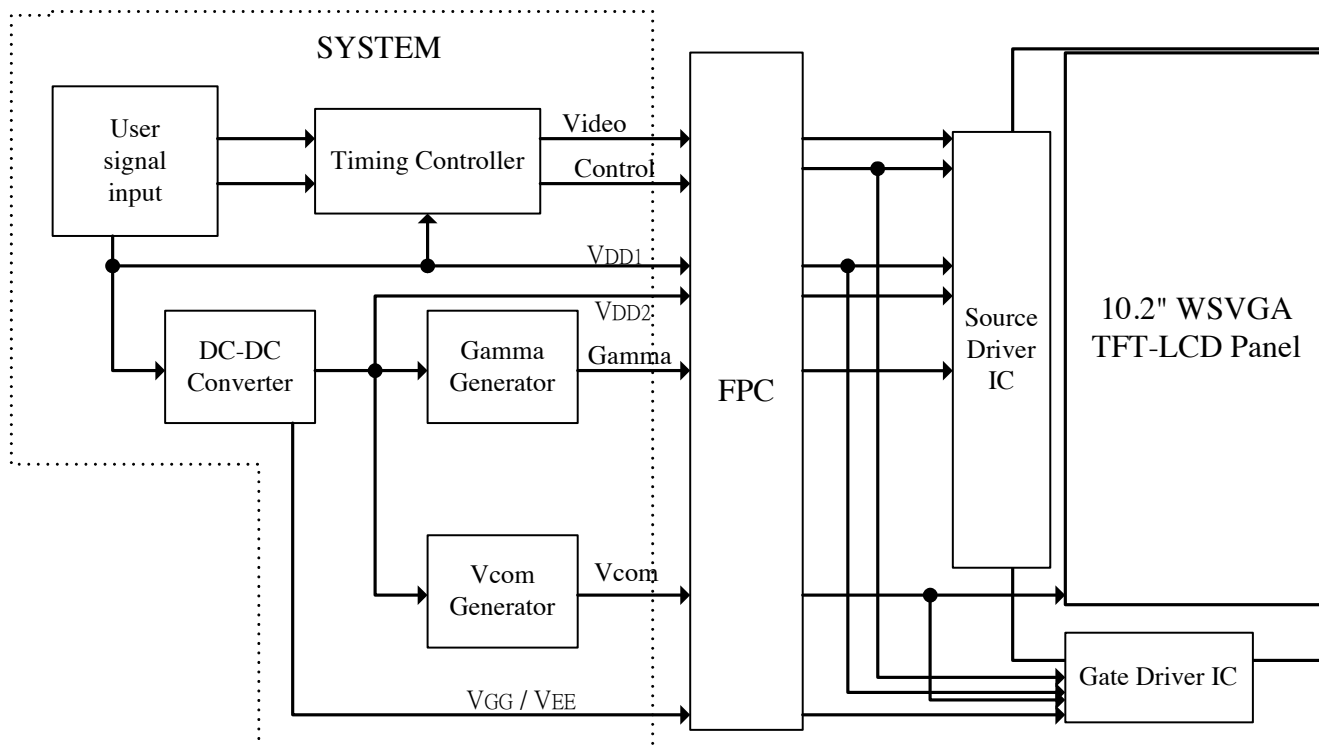 SYSTEM
User
signal
input
Timing Controller
Video
Control
VDD1
VDD2
DC-DC
Converter
Gamma
Generator
Gamma
FPC
Source
Driver
IC
10.2" WSVGA
TFT-LCD Panel
Vcom
Generator
Vcom
VGG / VEE
Gate Driver IC